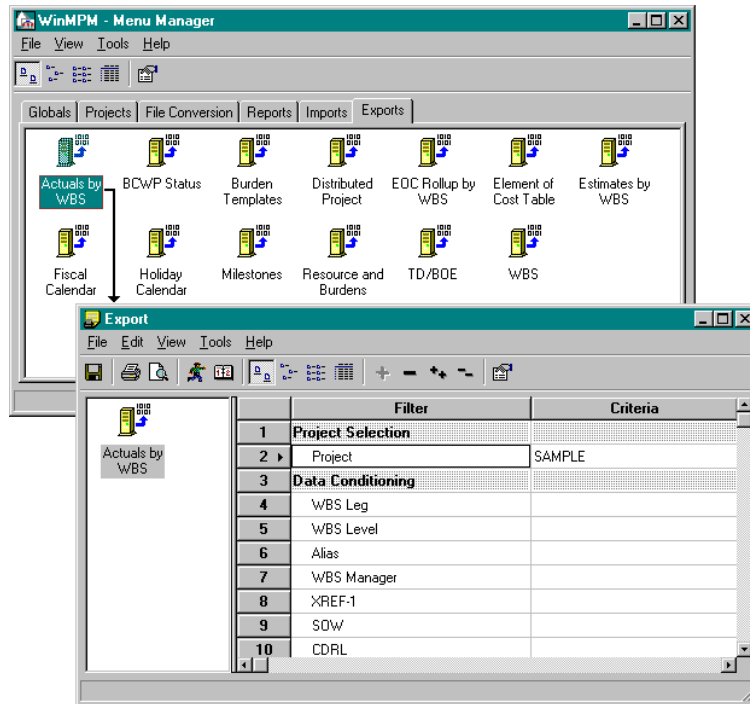 WinMPM - Menu Manager
File View Tools Help
Globals Projects File Conversion Reports Imports Exports
Actuals by WBS
BCWP Status
Burden Templates
Distributed Project
EOC Rollup by WBS
Element of Cost Table
Estimates by WBS
Fiscal Calendar
Holiday Calendar
Milestones
Resource and Burdens
TD/BOE
WBS
Export
File Edit View Tools Help
Actuals by WBS
Filter Criteria
1 Project Selection
2 Project SAMPLE
3 Data Conditioning
4 WBS Leg
5 WBS Level
6 Alias
7 WBS Manager
8 XREF-1
9 SOW
10 CDRL